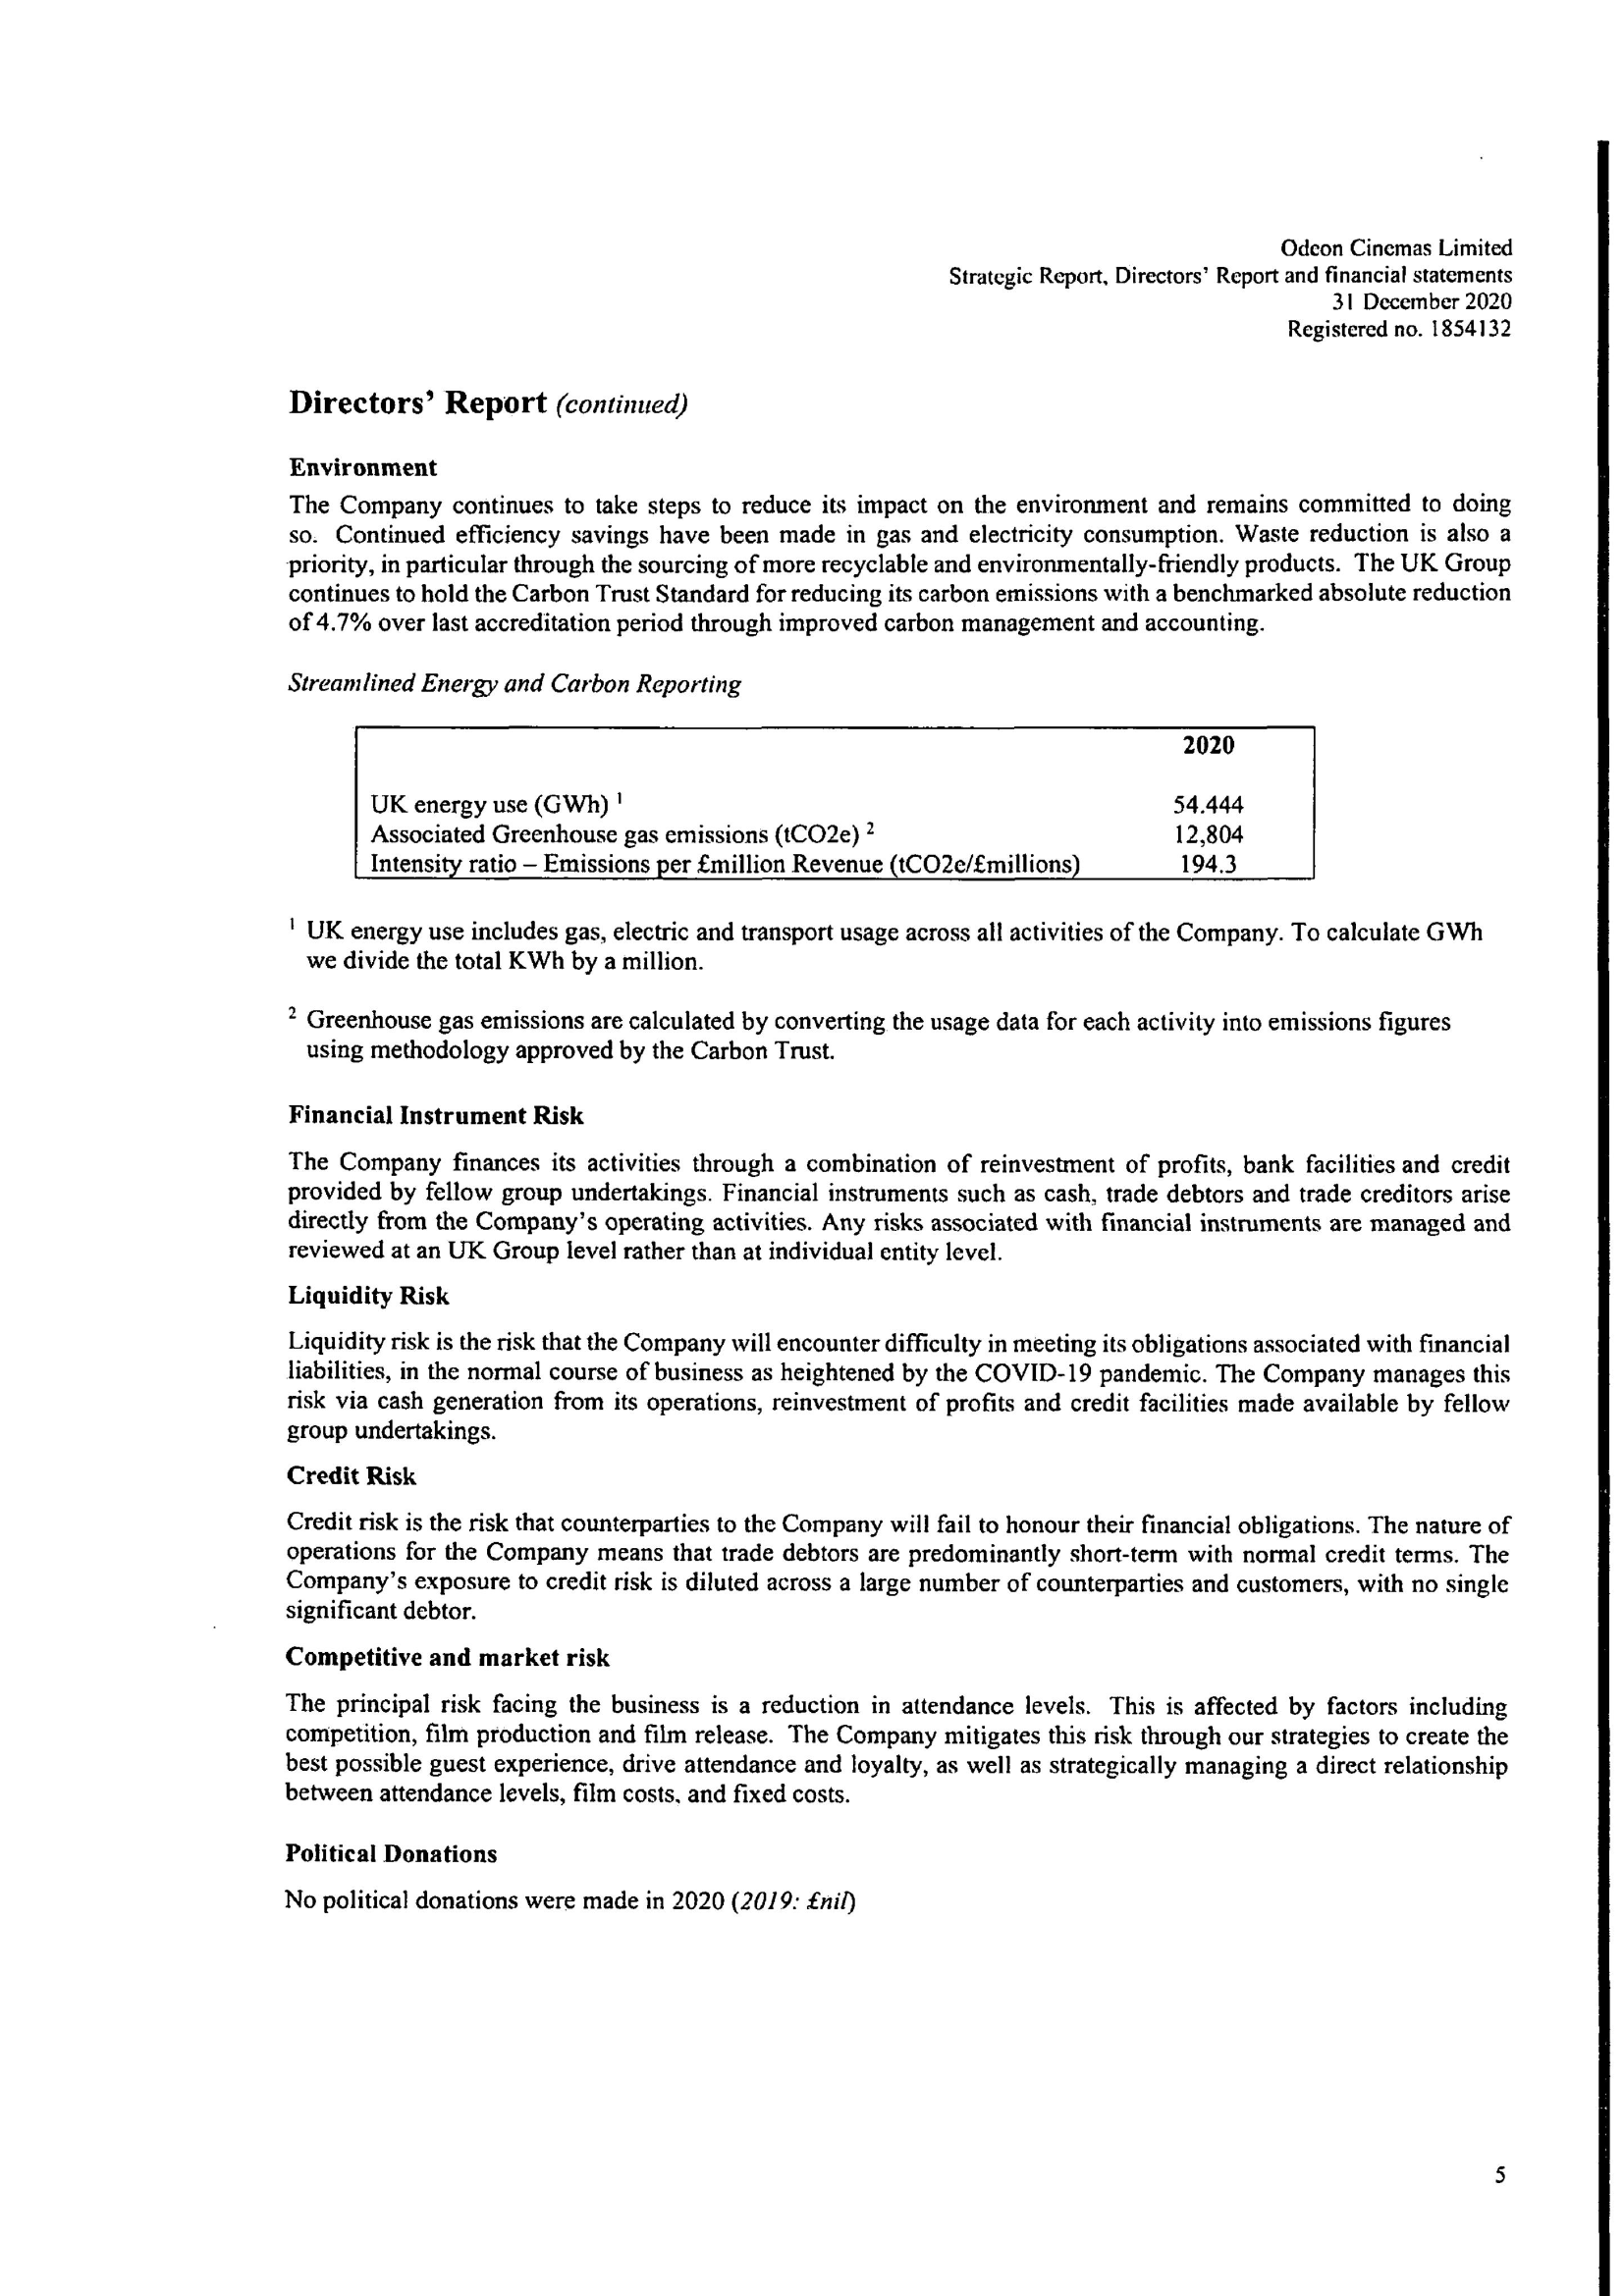 Odeon Cinemas Limited
Strategic Report, Directors' Report and financial statements
31 December 2020
Registered no. 1854132
Directors' Report (continued)
Environment
The Company continues to take steps to reduce its impact on the environment and remains committed to doing
so. Continued efficiency savings have been made in gas and electricity consumption. Waste reduction is also a
priority, in particular through the sourcing of more recyclable and environmentally-friendly products. The UK Group
continues to hold the Carbon Trust Standard for reducing its carbon emissions with a benchmarked absolute reduction
of 4.7% over last accreditation period through improved carbon management and accounting.
Streamlined Energy and Carbon Reporting
2020
UK energy use (GWh) ¹ 54.444
Associated Greenhouse gas emissions (tCO2e) ² 12,804
Intensity ratio – Emissions per £million Revenue (tCO2e/£millions) 194.3
¹ UK energy use includes gas, electric and transport usage across all activities of the Company. To calculate GWh
we divide the total KWh by a million.
² Greenhouse gas emissions are calculated by converting the usage data for each activity into emissions figures
using methodology approved by the Carbon Trust.
Financial Instrument Risk
The Company finances its activities through a combination of reinvestment of profits, bank facilities and credit
provided by fellow group undertakings. Financial instruments such as cash, trade debtors and trade creditors arise
directly from the Company's operating activities. Any risks associated with financial instruments are managed and
reviewed at an UK Group level rather than at individual entity level.
Liquidity Risk
Liquidity risk is the risk that the Company will encounter difficulty in meeting its obligations associated with financial
liabilities, in the normal course of business as heightened by the COVID-19 pandemic. The Company manages this
risk via cash generation from its operations, reinvestment of profits and credit facilities made available by fellow
group undertakings.
Credit Risk
Credit risk is the risk that counterparties to the Company will fail to honour their financial obligations. The nature of
operations for the Company means that trade debtors are predominantly short-term with normal credit terms. The
Company's exposure to credit risk is diluted across a large number of counterparties and customers, with no single
significant debtor.
Competitive and market risk
The principal risk facing the business is a reduction in attendance levels. This is affected by factors including
competition, film production and film release. The Company mitigates this risk through our strategies to create the
best possible guest experience, drive attendance and loyalty, as well as strategically managing a direct relationship
between attendance levels, film costs, and fixed costs.
Political Donations
No political donations were made in 2020 (2019: £nil)
5